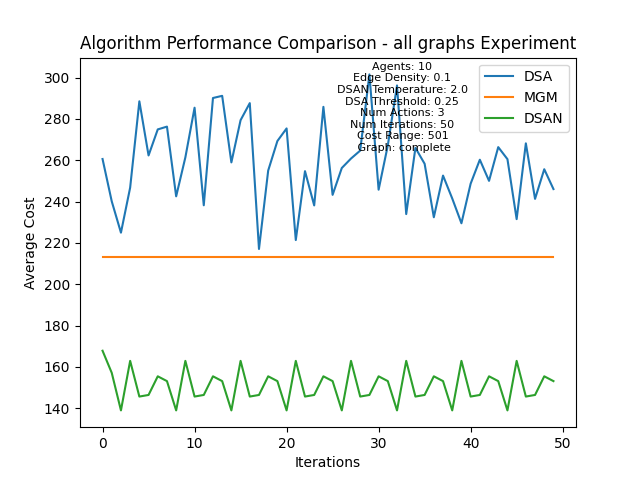 Algorithm Performance Comparison - all graphs Experiment
Agents: 10
Edge Density: 0.1
DSAN Temperature: 2.0
DSA Threshold: 0.25
Num Actions: 3
Num Iterations: 50
Cost Range: 501
Graph: complete
DSA
MGM
DSAN
Average Cost
300
280
260
240
220
200
180
160
140
0 10 20 30 40 50
Iterations